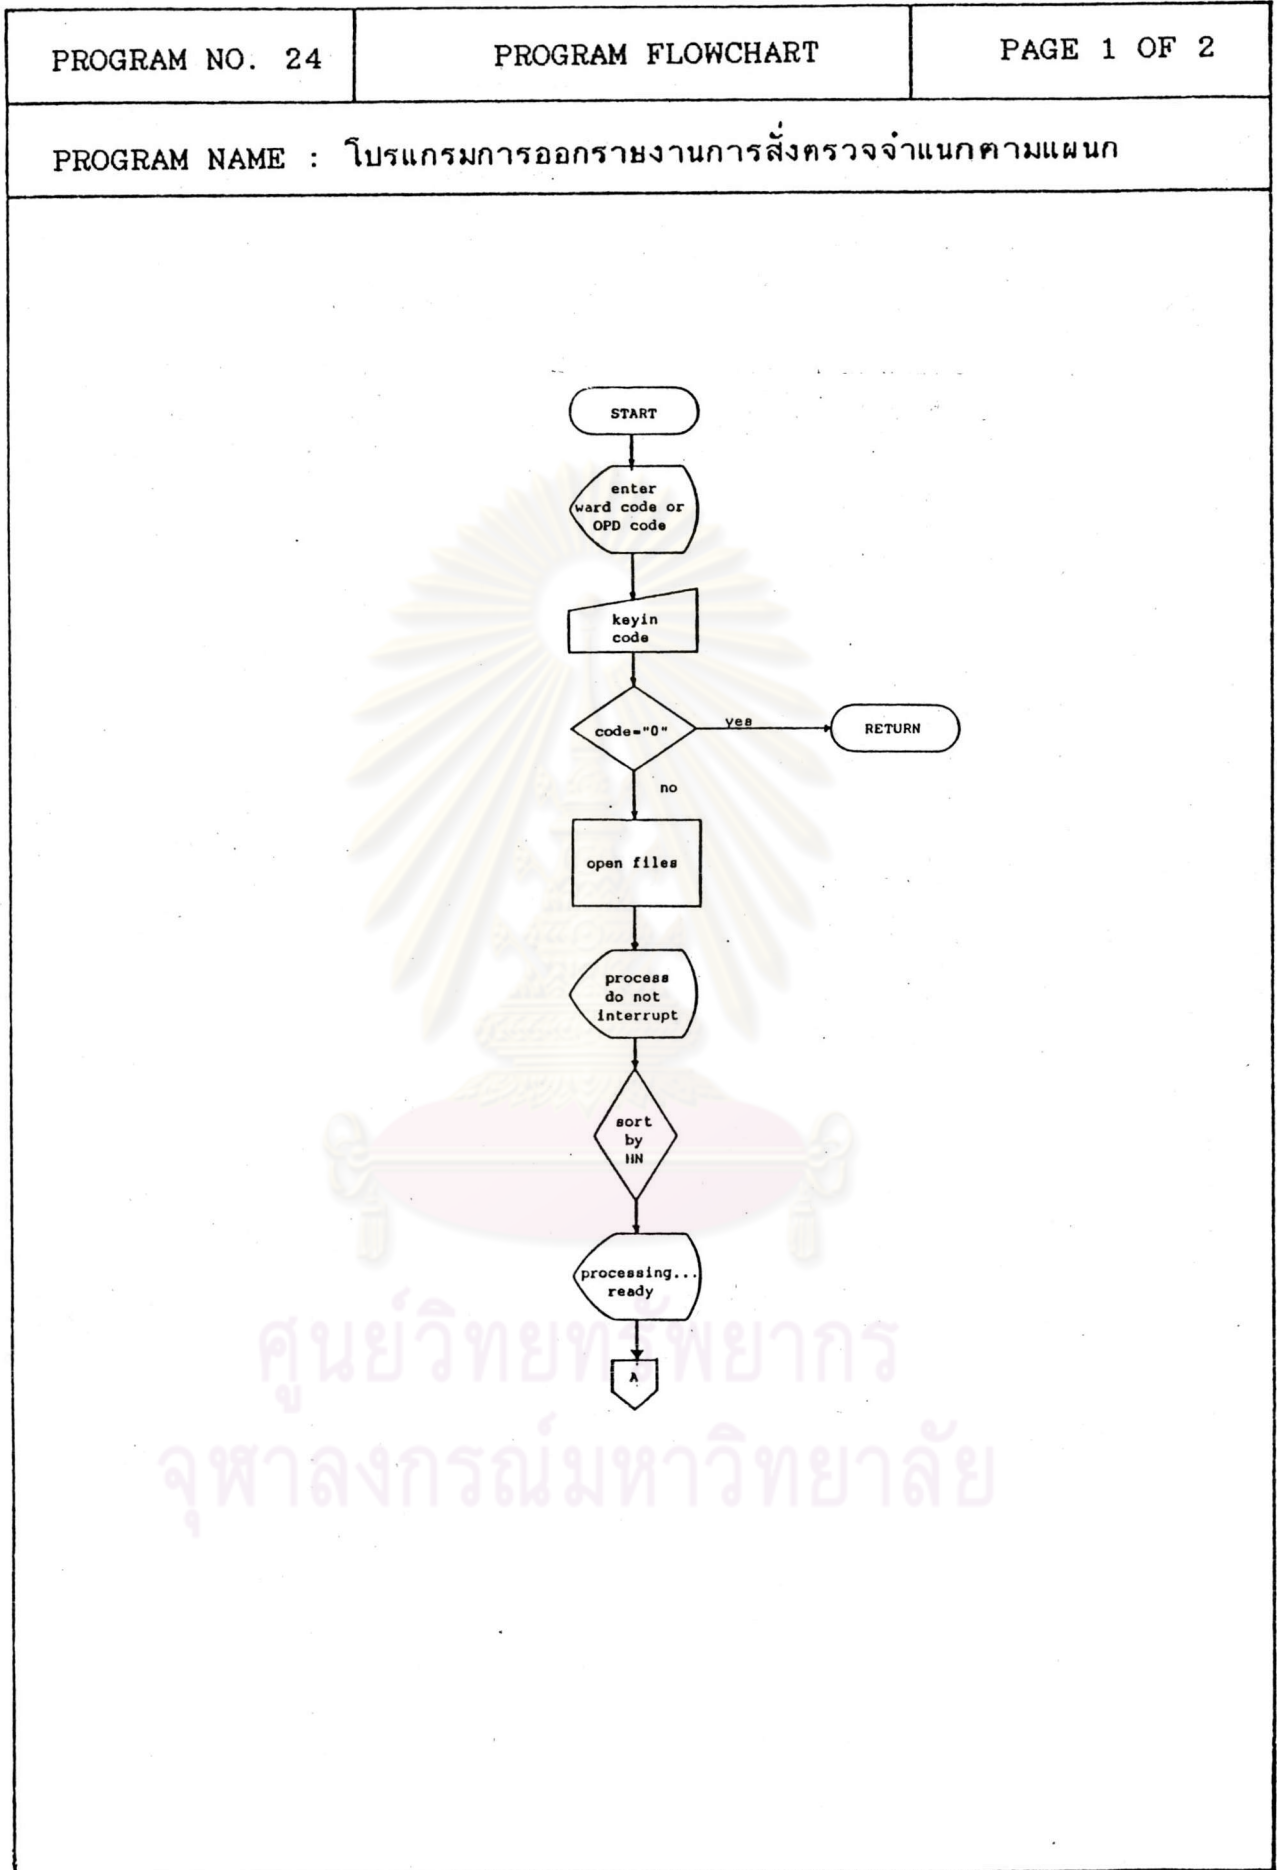 PROGRAM NO. 24
PROGRAM FLOWCHART
PAGE 1 OF 2
PROGRAM NAME : โปรแกรมการออกรายงานการสั่งตรวจจำแนกตามแผนก
START
enter
ward code or
OPD code
keyin
code
code="0"
yes
RETURN
no
open files
process
do not
interrupt
sort
by
HN
processing...
ready
A
ศูนย์วิทยทรัพยากร
จุฬาลงกรณ์มหาวิทยาลัย